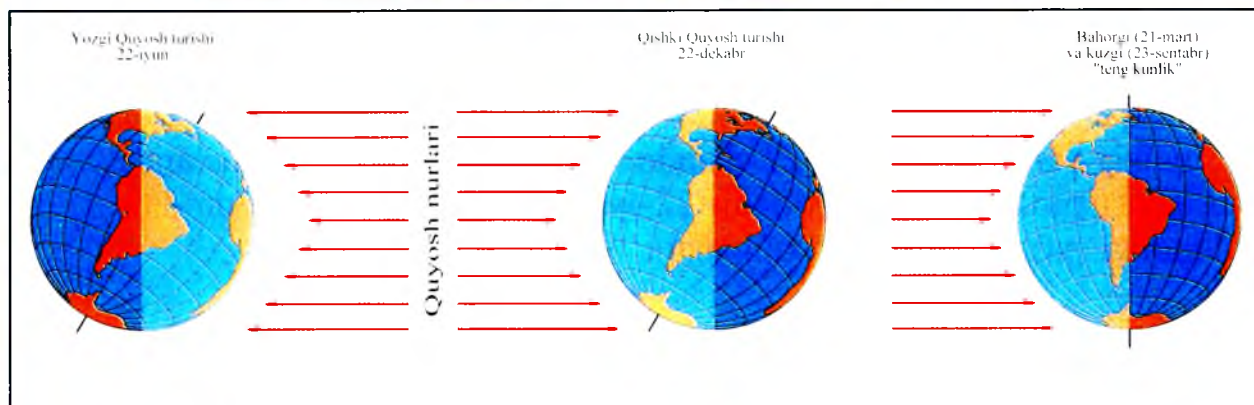 Yozgi Quyosh turishi
22-iyun
Qishki Quyosh turishi
22-dekabr
Bahorgi (21-mart)
va kuzgi (23-sentabr)
"teng kunlik"
Quyosh nurlari